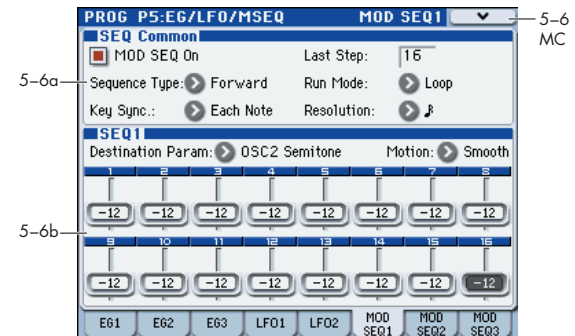 PROG P5:EG/LFO/MSEQ MOD SEQ1
5–6
MC
SEQ Common
MOD SEQ On Last Step: 16
5–6a
Sequence Type: Forward Run Mode: Loop
Key Sync.: Each Note Resolution: ♪
SEQ1
Destination Param: OSC2 Semitone Motion: Smooth
1 2 3 4 5 6 7 8
-12 -12 -12 -12 -12 -12 -12 -12
5–6b
9 10 11 12 13 14 15 16
-12 -12 -12 -12 -12 -12 -12 -12
EG1 EG2 EG3 LFO1 LFO2 MOD SEQ1 MOD SEQ2 MOD SEQ3